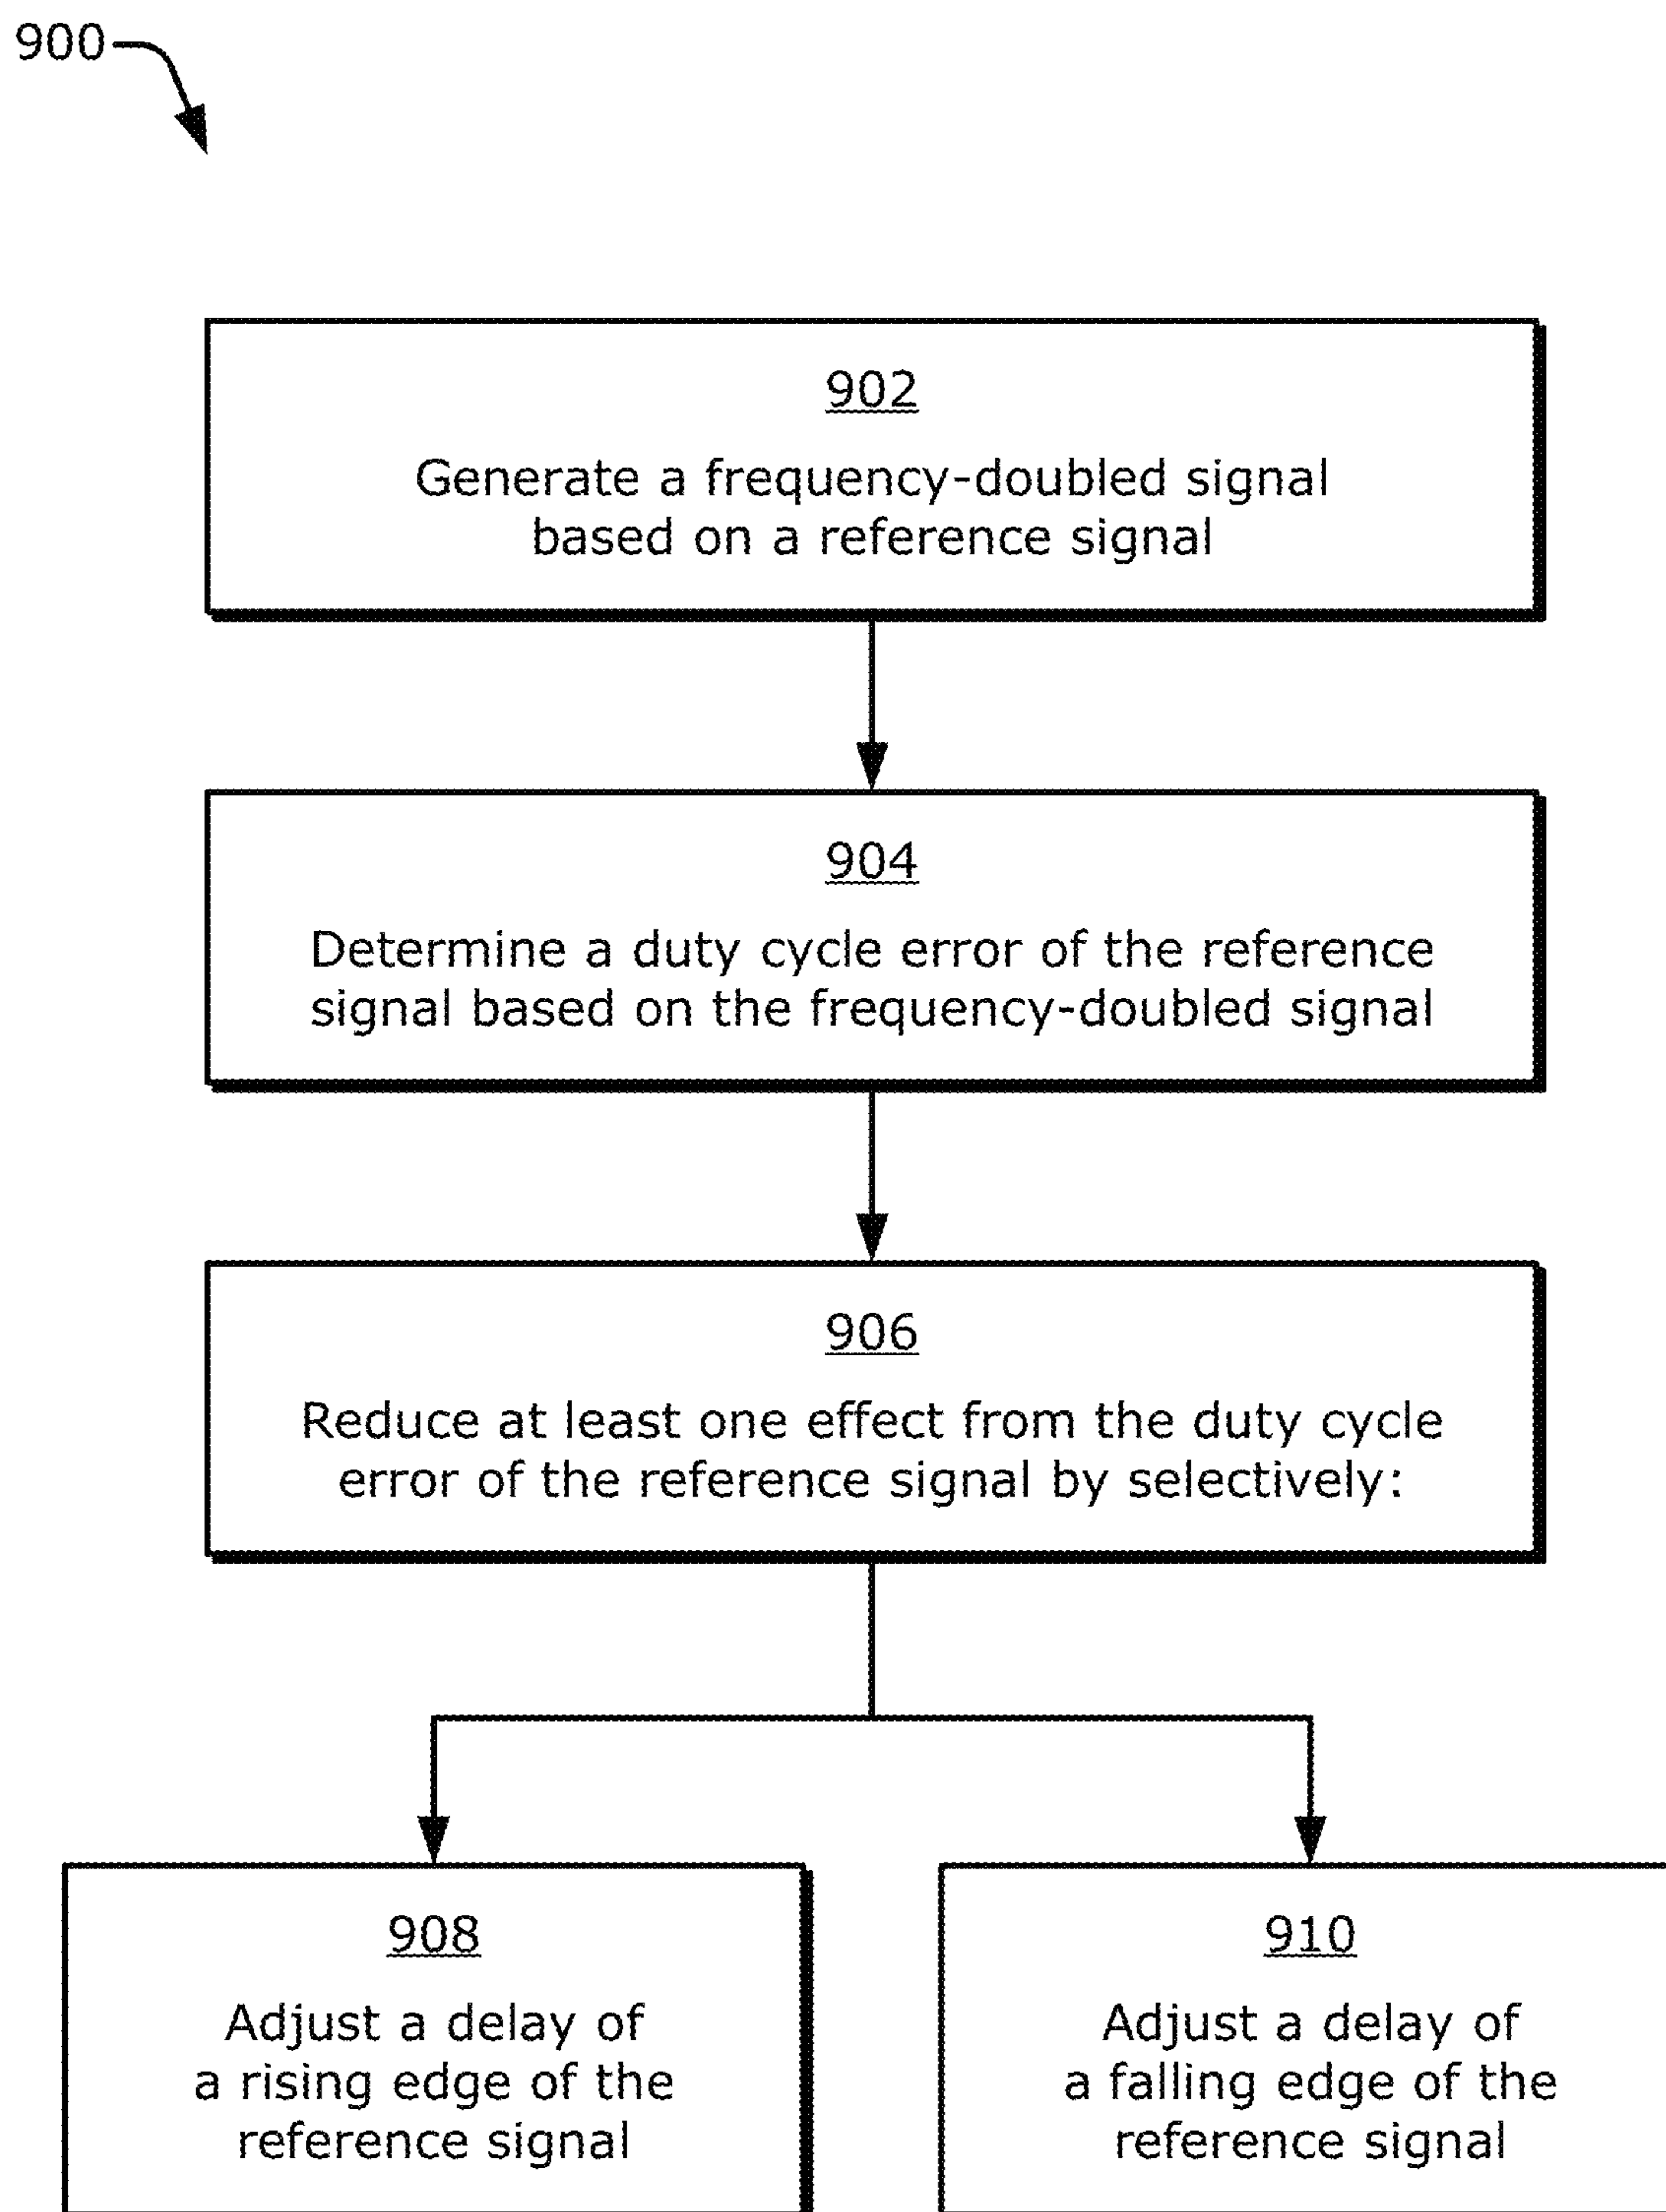 900
902
Generate a frequency-doubled signal
based on a reference signal
904
Determine a duty cycle error of the reference
signal based on the frequency-doubled signal
906
Reduce at least one effect from the duty cycle
error of the reference signal by selectively:
908
Adjust a delay of
a rising edge of the
reference signal
910
Adjust a delay of
a falling edge of the
reference signal